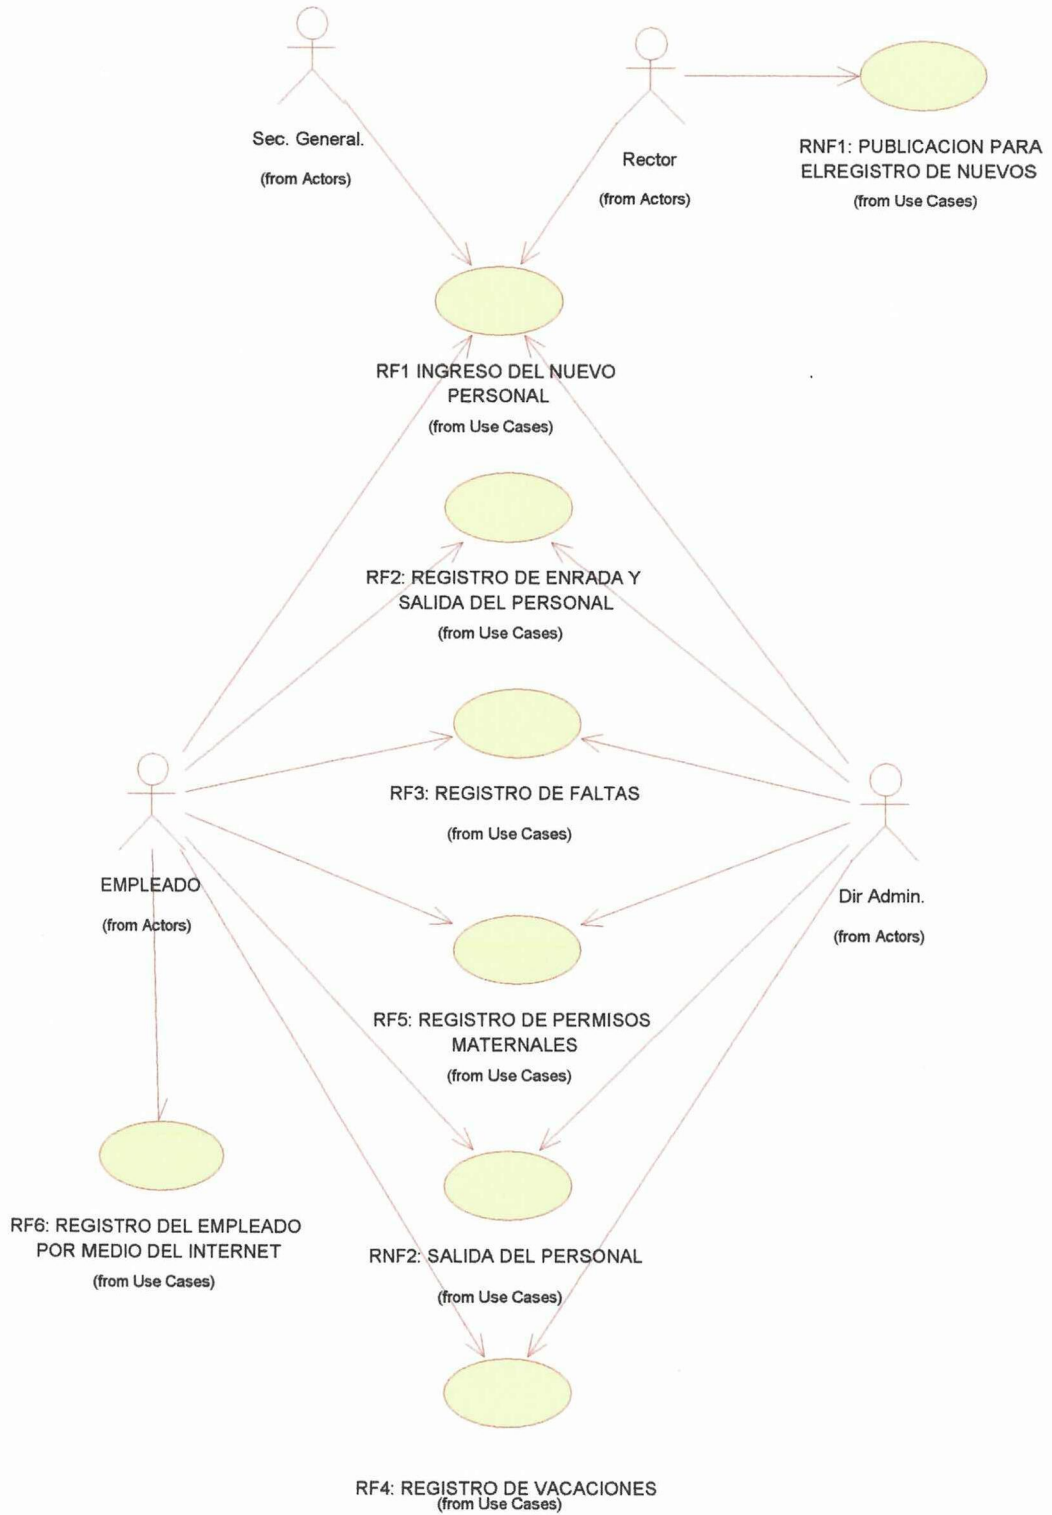 Sec. General.
(from Actors)
Rector
(from Actors)
RNF1: PUBLICACION PARA
ELREGISTRO DE NUEVOS
(from Use Cases)
RF1 INGRESO DEL NUEVO
PERSONAL
(from Use Cases)
RF2: REGISTRO DE ENRADA Y
SALIDA DEL PERSONAL
(from Use Cases)
RF3: REGISTRO DE FALTAS
(from Use Cases)
EMPLEADO
(from Actors)
Dir Admin.
(from Actors)
RF5: REGISTRO DE PERMISOS
MATERNALES
(from Use Cases)
RF6: REGISTRO DEL EMPLEADO
POR MEDIO DEL INTERNET
(from Use Cases)
RNF2: SALIDA DEL PERSONAL
(from Use Cases)
RF4: REGISTRO DE VACACIONES
(from Use Cases)